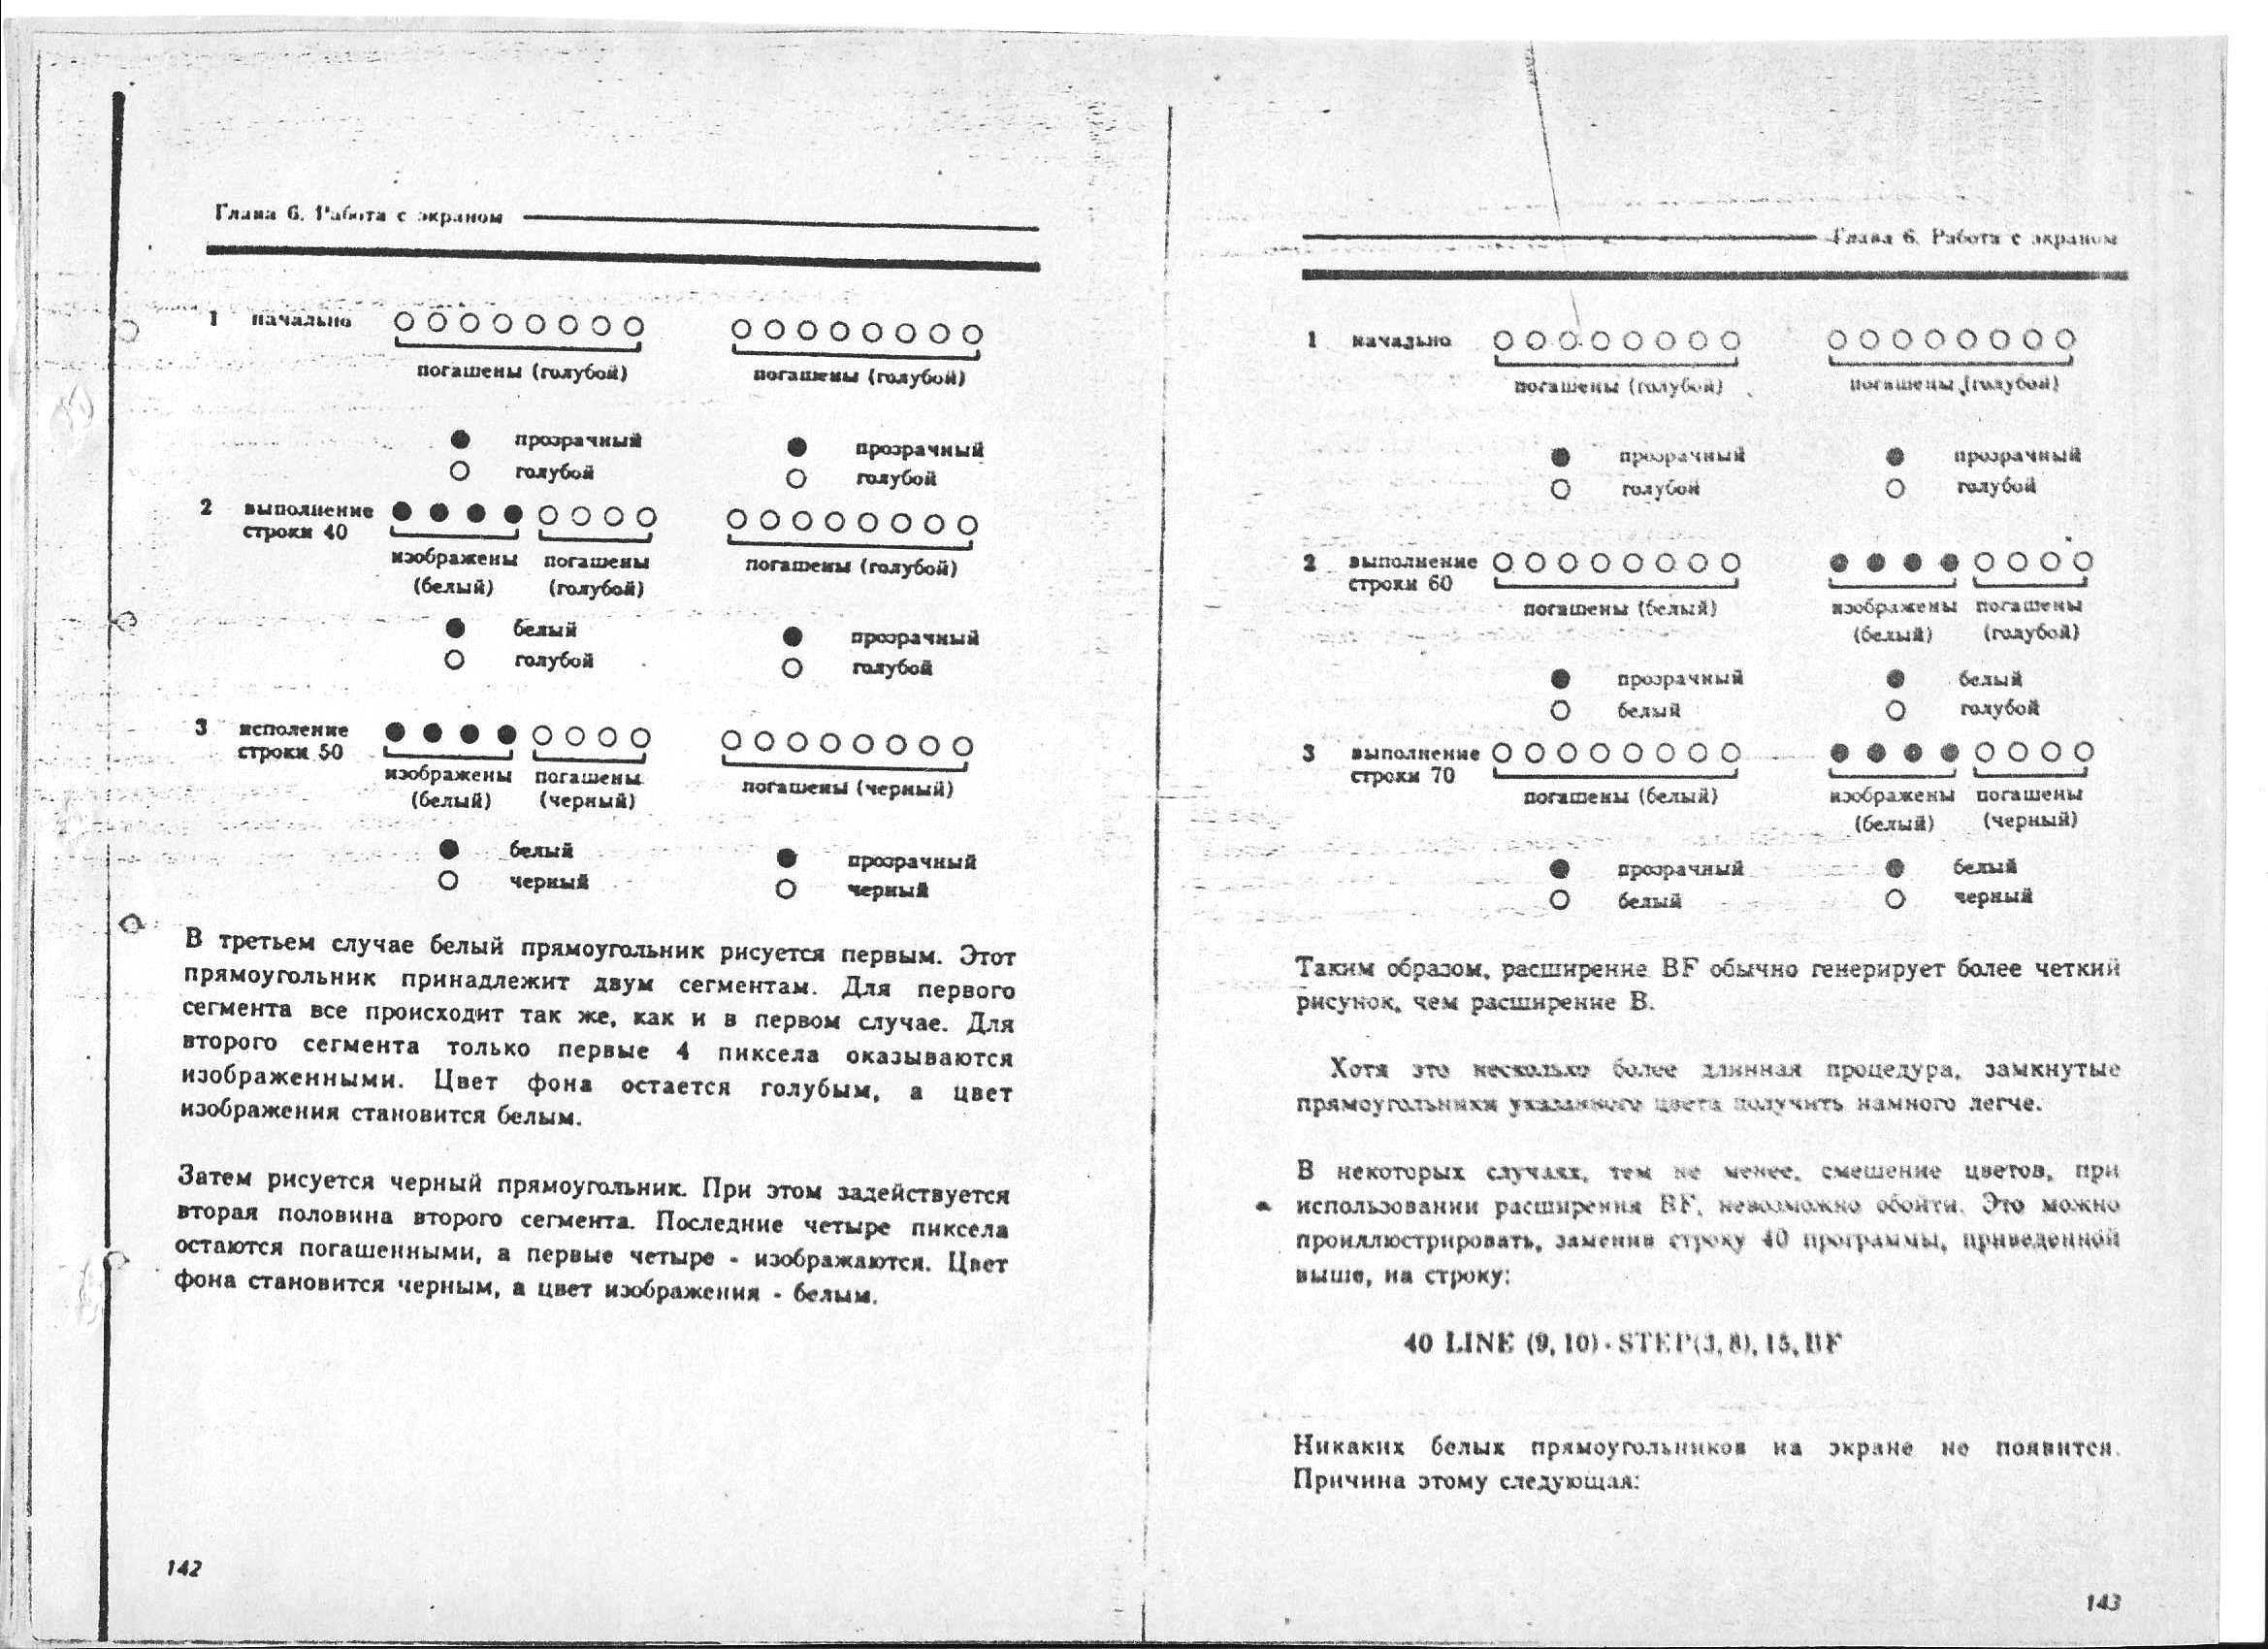 Глава 6. Работа с экраном
1 начально
погашены (голубой) погашены (голубой)
прозрачный прозрачный
голубой голубой
2 выполнение
строки 40
изображены погашены погашены (голубой)
(белый) (голубой)
белый прозрачный
голубой голубой
3 исполение
строки 50
изображены погашены погашены (черный)
(белый) (черный)
белый прозрачный
черный черный
В третьем случае белый прямоугольник рисуется первым. Этот
прямоугольник принадлежит двум сегментам. Для первого
сегмента все происходит так же, как и в первом случае. Для
второго сегмента только первые 4 пиксела оказываются
изображенными. Цвет фона остается голубым, а цвет
изображения становится белым.
Затем рисуется черный прямоугольник. При этом задействуется
вторая половина второго сегмента. Последние четыре пиксела
остаются погашенными, а первые четыре - изображаются. Цвет
фона становится черным, а цвет изображения - белым.
142
Глава 6. Работа с экраном
1 начально
погашены (голубой) погашены (голубой)
прозрачный прозрачный
голубой голубой
2 выполнение
строки 60
погашены (белый) изображены погашены
(белый) (голубой)
прозрачный белый
белый голубой
3 выполнение
строки 70
погашены (белый) изображены погашены
(белый) (черный)
прозрачный белый
белый черный
Таким образом, расширение BF обычно генерирует более четкий
рисунок, чем расширение B.
Хотя это несколько более длинная процедура, замкнутые
прямоугольники указанного цвета получить намного легче.
В некоторых случаях, тем не менее, смешение цветов, при
использовании расширения BF, невозможно обойти. Это можно
проиллюстрировать, заменив строку 40 программы, приведенной
выше, на строку:
40 LINE (9, 10) - STEP(3, 8), 15, BF
Никаких белых прямоугольников на экране не появится.
Причина этому следующая:
143